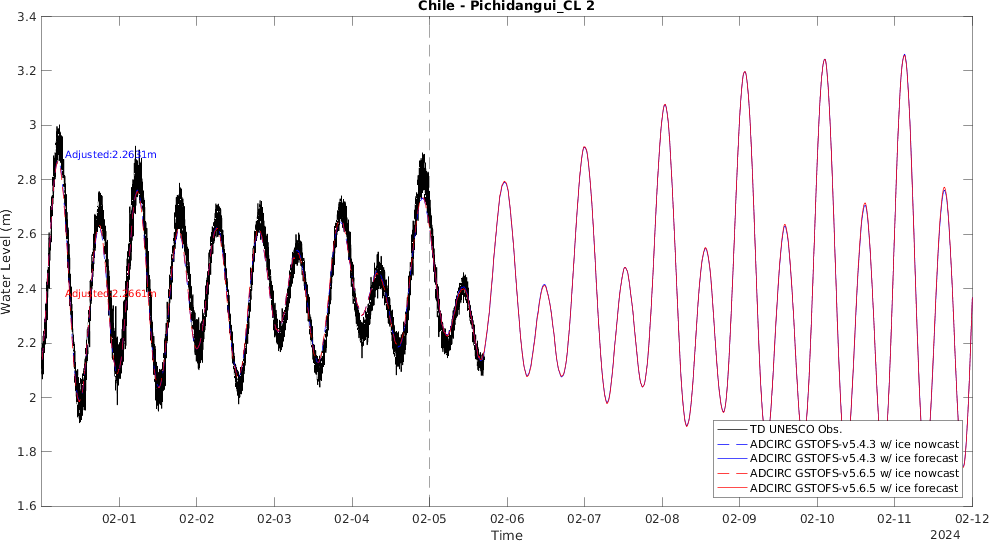 Chile - Pichidangui_CL 2
3.4
3.2
3
2.8
2.6
2.4
2.2
2
1.8
1.6
Water Level (m)
Adjusted:2.2631m
Adjusted:2.2661m
TD UNESCO Obs.
ADCIRC GSTOFS-v5.4.3 w/ ice nowcast
ADCIRC GSTOFS-v5.4.3 w/ ice forecast
ADCIRC GSTOFS-v5.6.5 w/ ice nowcast
ADCIRC GSTOFS-v5.6.5 w/ ice forecast
02-01 02-02 02-03 02-04 02-05 02-06 02-07 02-08 02-09 02-10 02-11 02-12
Time
2024